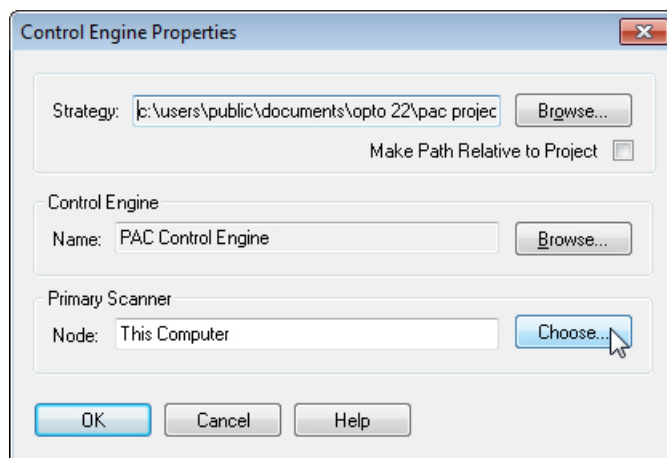 Control Engine Properties
Strategy: c:\users\public\documents\opto 22\pac projec Browse...
Make Path Relative to Project
Control Engine
Name: PAC Control Engine Browse...
Primary Scanner
Node: This Computer Choose...
OK Cancel Help